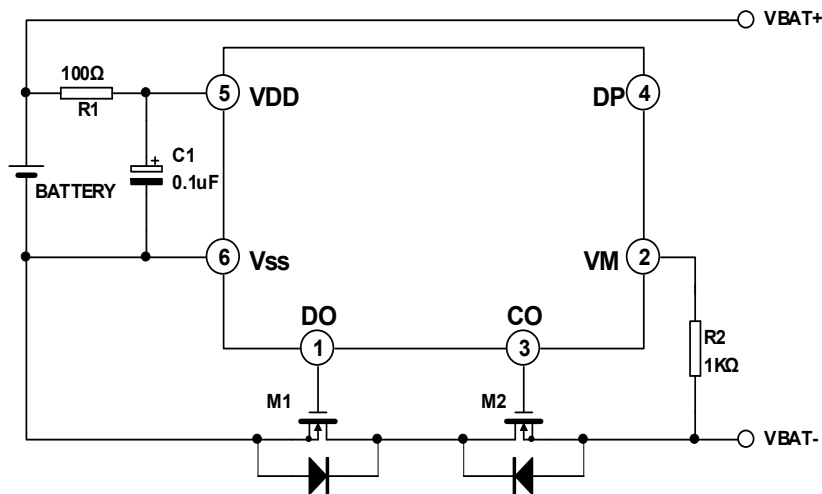 VBAT+
100Ω
R1
5
VDD
DP
4
C1
+
0.1uF
BATTERY
6
Vss
VM
2
DO
CO
1
3
R2
1KΩ
M1
M2
VBAT-